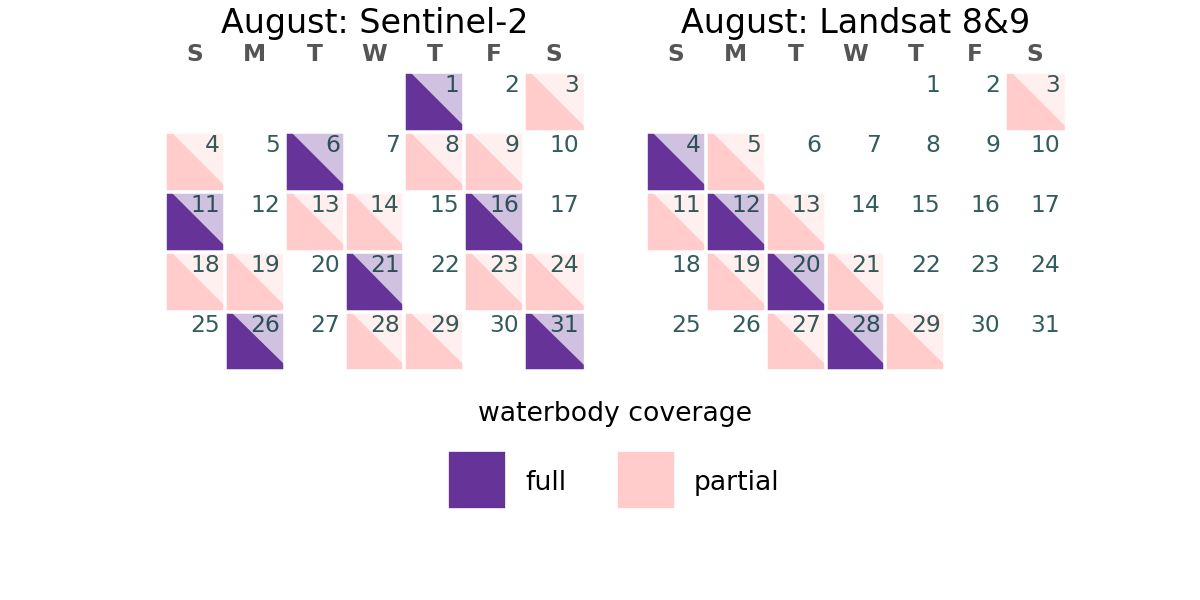 August: Sentinel-2
S M T W T F S
1 2 3
4 5 6 7 8 9 10
11 12 13 14 15 16 17
18 19 20 21 22 23 24
25 26 27 28 29 30 31
August: Landsat 8&9
S M T W T F S
1 2 3
4 5 6 7 8 9 10
11 12 13 14 15 16 17
18 19 20 21 22 23 24
25 26 27 28 29 30 31
waterbody coverage
full partial